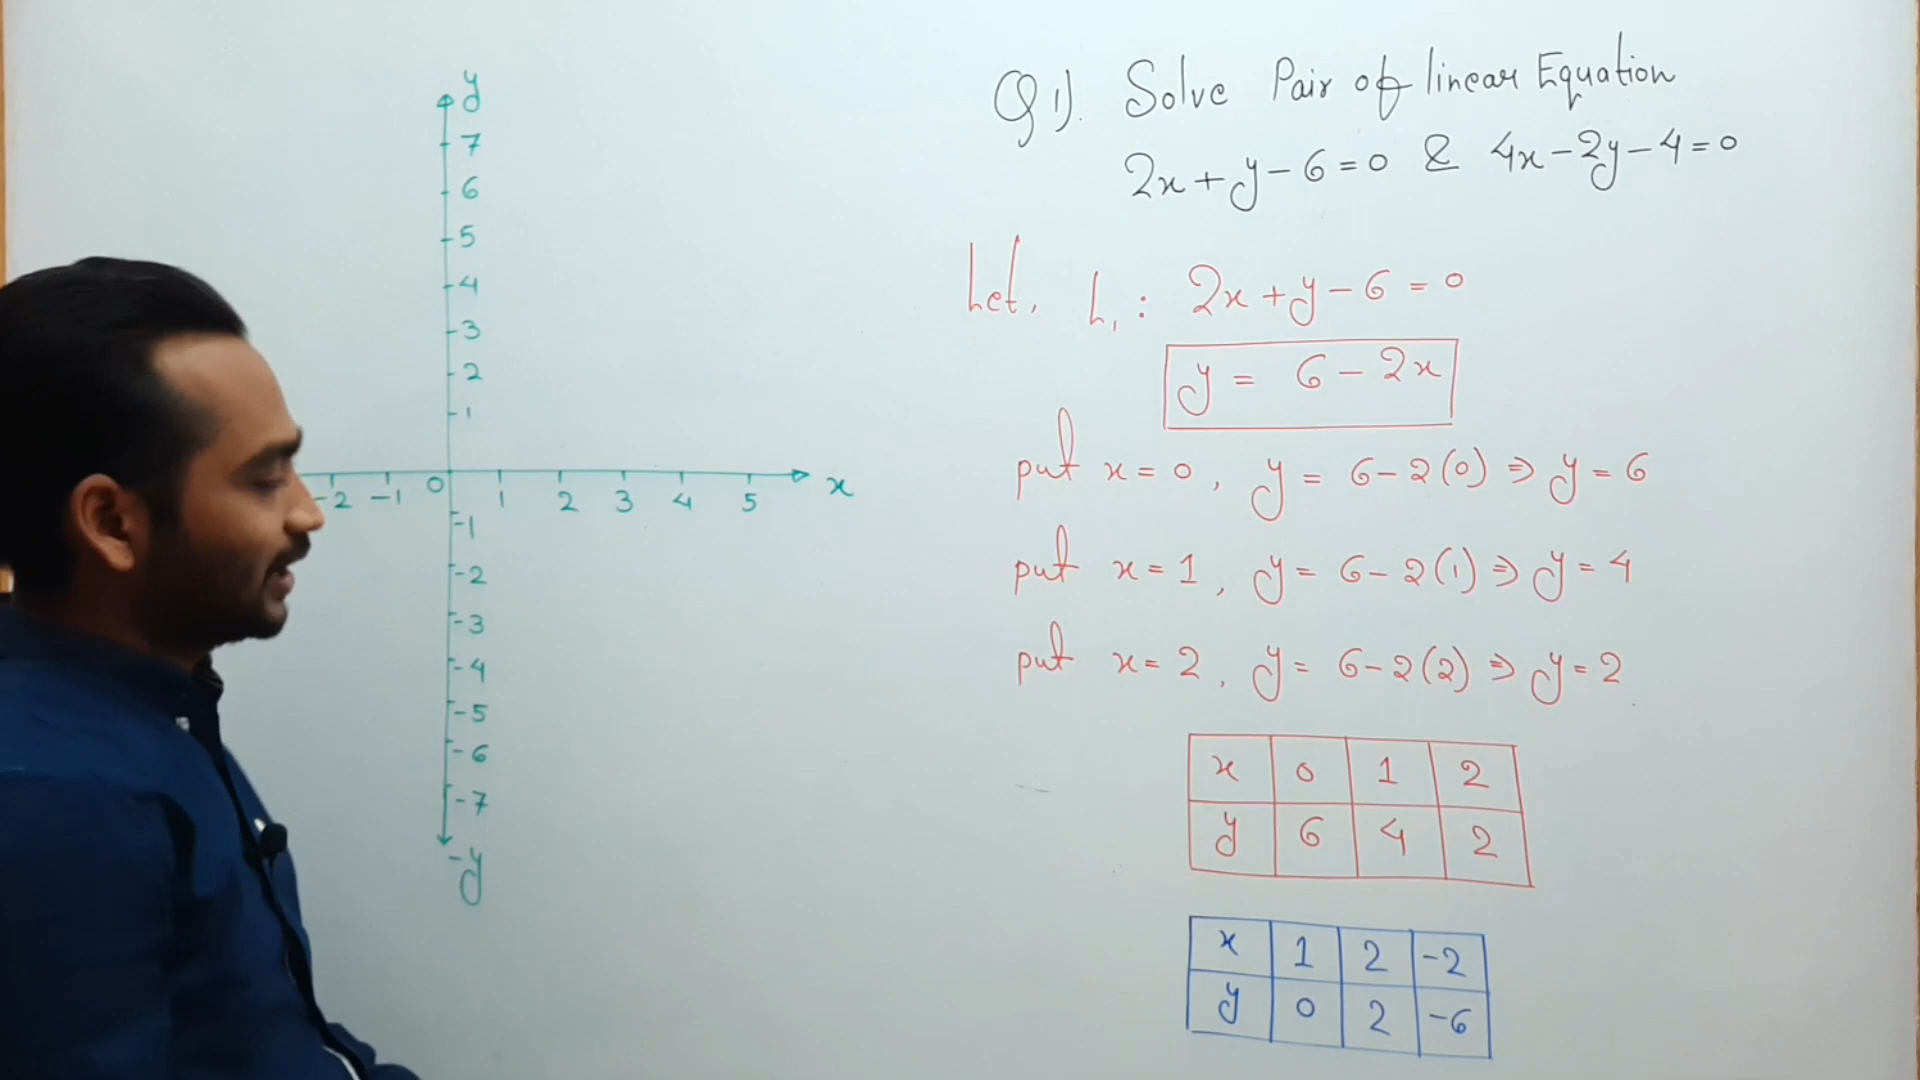 Q1). Solve Pair of linear Equation
2x+y-6=0 & 4x-2y-4=0
Let, L₁: 2x+y-6=0
y = 6-2x
put x=0, y = 6-2(0) ⇒ y=6
put x=1, y = 6-2(1) ⇒ y=4
put x=2, y = 6-2(2) ⇒ y=2
x 0 1 2
y 6 4 2
x 1 2 -2
y 0 2 -6
y
7
6
5
4
3
2
1
-2 -1 0 1 2 3 4 5 x
-1
-2
-3
-4
-5
-6
-7
-y